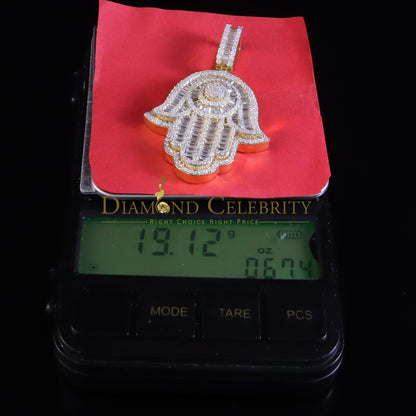 DIAMOND CELEBRITY
RIGHT CHOICE RIGHT PRICE
19.12 g
oz
0.674
MODE TARE PCS